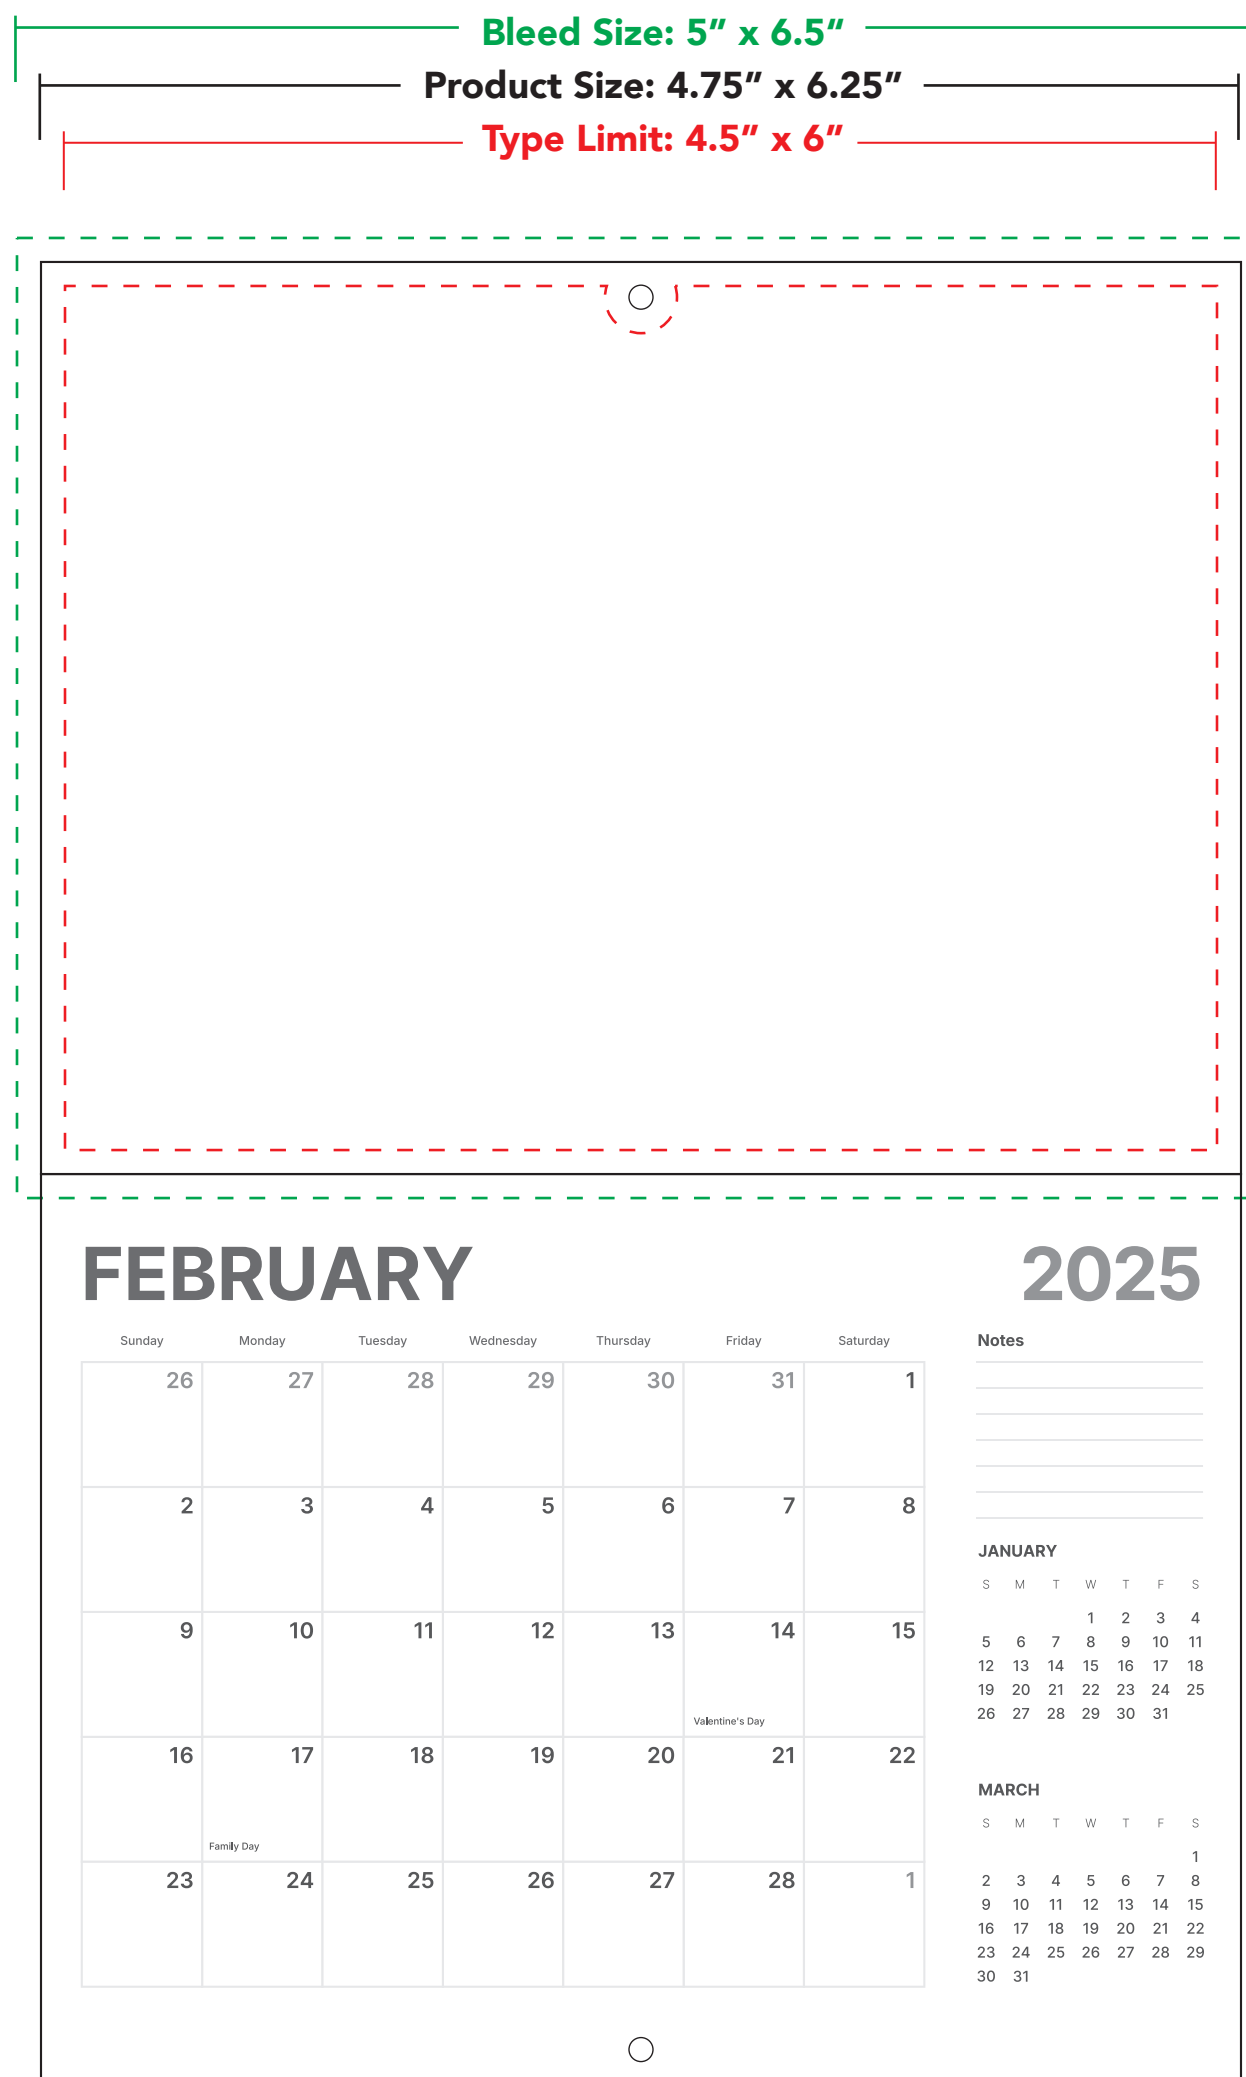 Bleed Size: 5” x 6.5”
Product Size: 4.75” x 6.25”
Type Limit: 4.5” x 6”
FEBRUARY 2025
Sunday Monday Tuesday Wednesday Thursday Friday Saturday
26 27 28 29 30 31 1
2 3 4 5 6 7 8
9 10 11 12 13 14 15
Valentine's Day
16 17 18 19 20 21 22
Family Day
23 24 25 26 27 28 1
Notes
JANUARY
S M T W T F S
1 2 3 4
5 6 7 8 9 10 11
12 13 14 15 16 17 18
19 20 21 22 23 24 25
26 27 28 29 30 31
MARCH
S M T W T F S
1
2 3 4 5 6 7 8
9 10 11 12 13 14 15
16 17 18 19 20 21 22
23 24 25 26 27 28 29
30 31